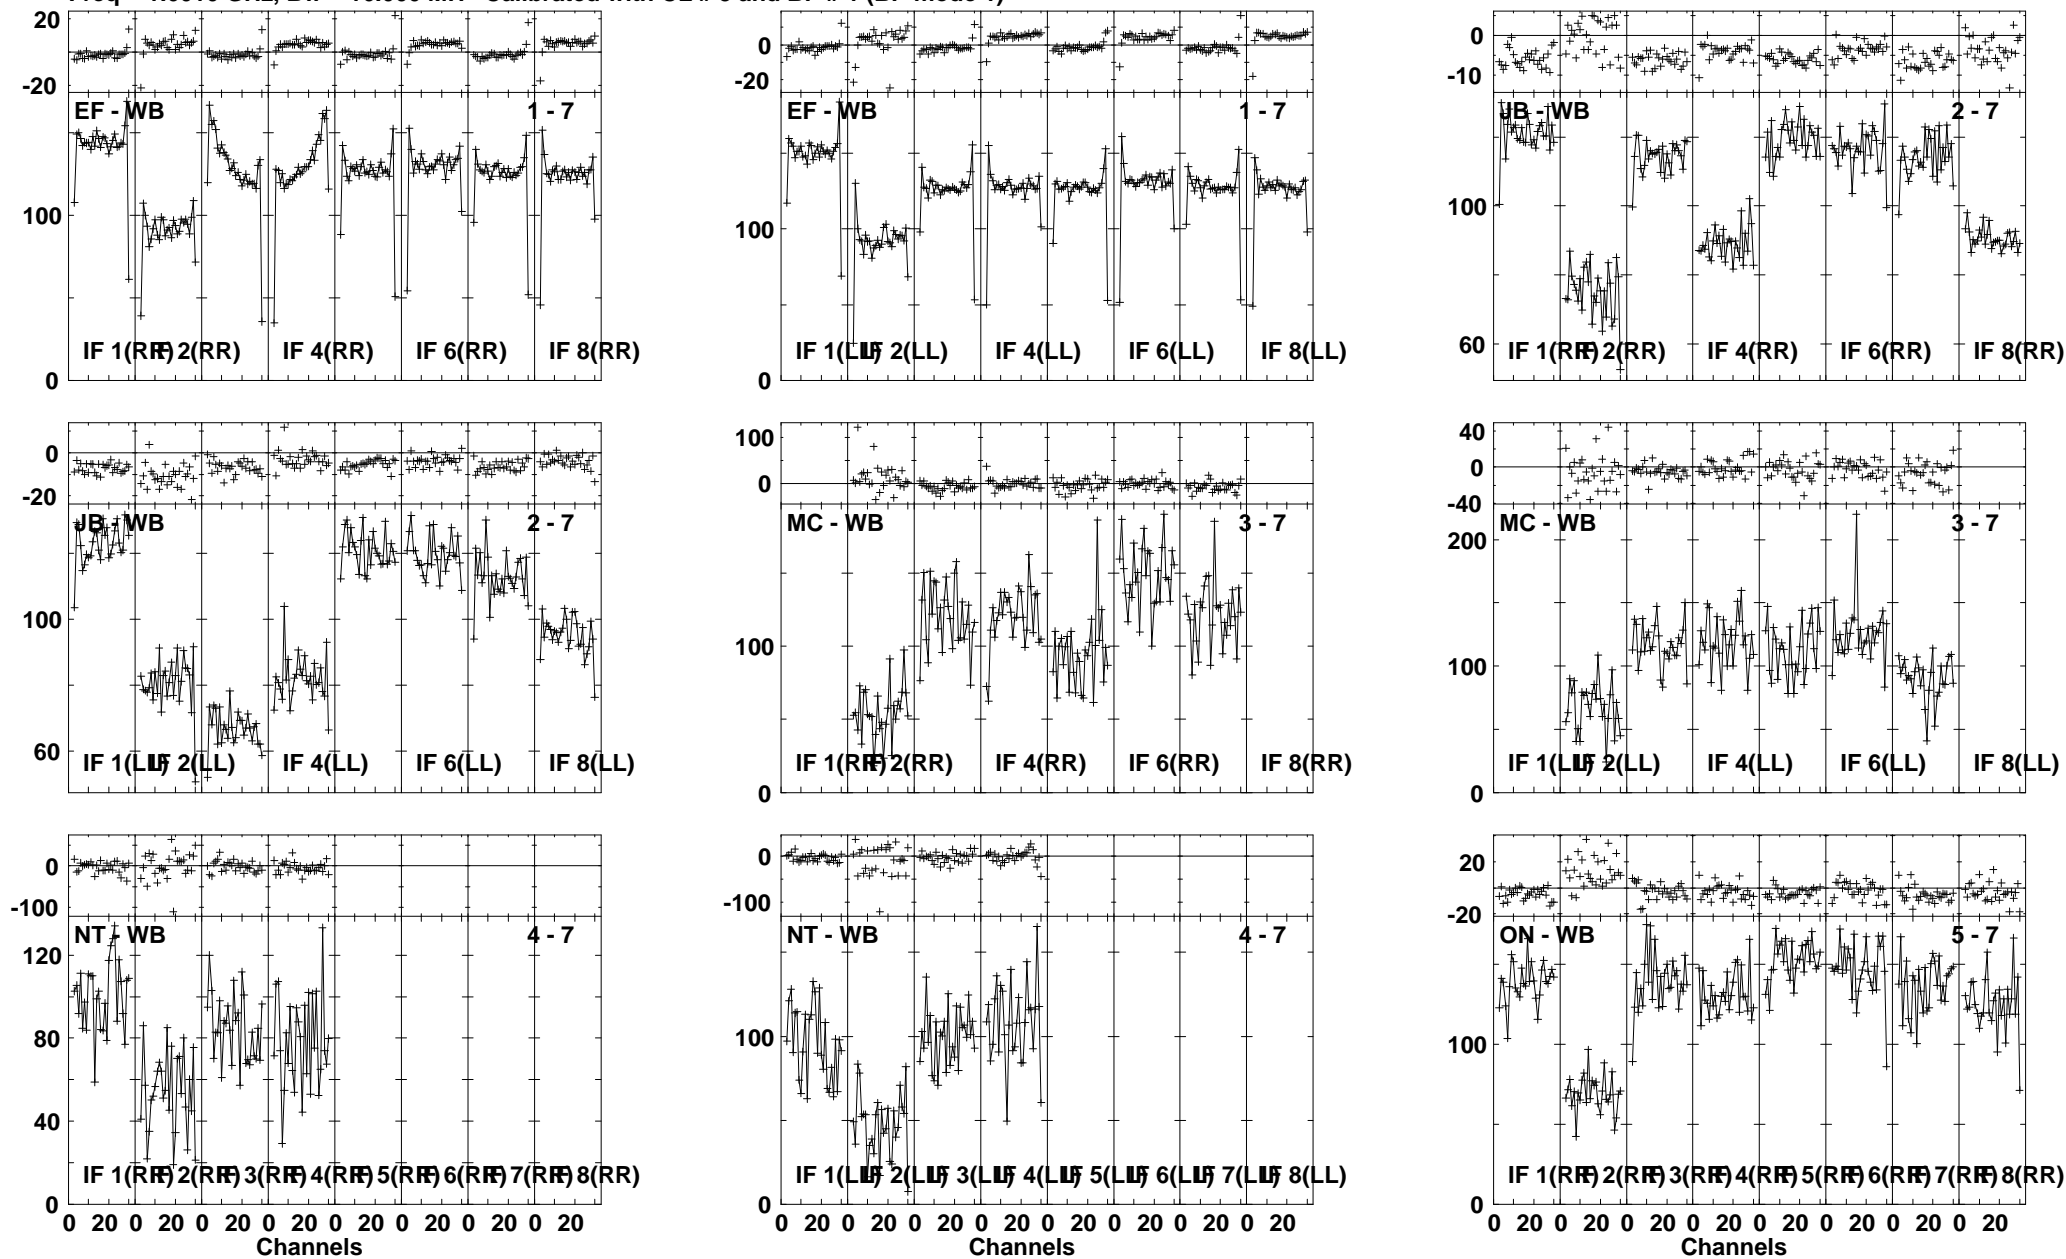 20
0
-20
EF - WB 1 - 7
100
0
IF 1(RR) IF 2(RR) IF 4(RR) IF 6(RR) IF 8(RR)
0
-20
EF - WB 1 - 7
100
0
IF 1(LL) IF 2(LL) IF 4(LL) IF 6(LL) IF 8(LL)
0
-10
JB - WB 2 - 7
100
60
IF 1(RR) IF 2(RR) IF 4(RR) IF 6(RR) IF 8(RR)
0
-20
JB - WB 2 - 7
100
60
IF 1(LL) IF 2(LL) IF 4(LL) IF 6(LL) IF 8(LL)
100
0
MC - WB 3 - 7
100
0
IF 1(RR) IF 2(RR) IF 4(RR) IF 6(RR) IF 8(RR)
40
0
-40
MC - WB 3 - 7
200
100
0
IF 1(LL) IF 2(LL) IF 4(LL) IF 6(LL) IF 8(LL)
0
-100
NT - WB 4 - 7
120
80
40
0
IF 1(RR) IF 2(RR) IF 3(RR) IF 4(RR) IF 5(RR) IF 6(RR) IF 7(RR) IF 8(RR)
0 20 0 20 0 20 0 20 0 20 0 20 0 20 0 20
Channels
0
-100
NT - WB 4 - 7
100
0
IF 1(LL) IF 2(LL) IF 3(LL) IF 4(LL) IF 5(LL) IF 6(LL) IF 7(LL) IF 8(LL)
0 20 0 20 0 20 0 20 0 20 0 20 0 20 0 20
Channels
20
0
-20
ON - WB 5 - 7
100
0
IF 1(RR) IF 2(RR) IF 3(RR) IF 4(RR) IF 5(RR) IF 6(RR) IF 7(RR) IF 8(RR)
0 20 0 20 0 20 0 20 0 20 0 20 0 20 0 20
Channels